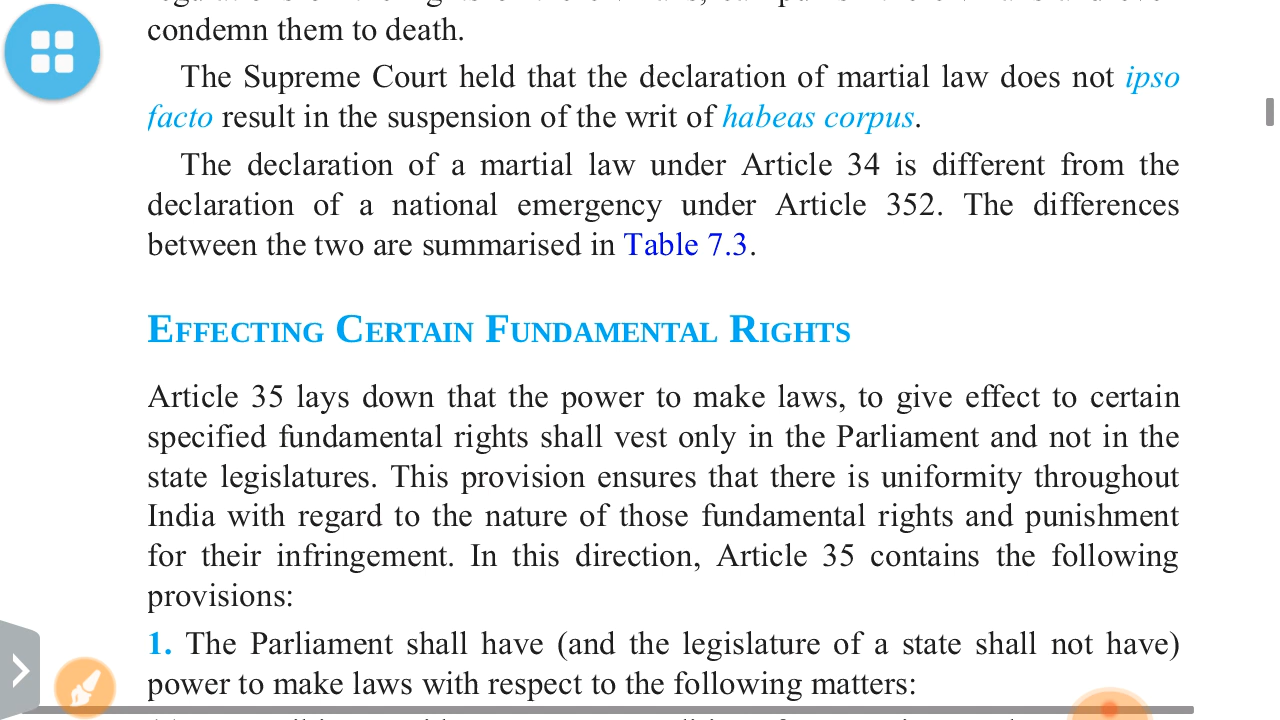 condemn them to death.
The Supreme Court held that the declaration of martial law does not ipso
facto result in the suspension of the writ of habeas corpus.
The declaration of a martial law under Article 34 is different from the
declaration of a national emergency under Article 352. The differences
between the two are summarised in Table 7.3.
EFFECTING CERTAIN FUNDAMENTAL RIGHTS
Article 35 lays down that the power to make laws, to give effect to certain
specified fundamental rights shall vest only in the Parliament and not in the
state legislatures. This provision ensures that there is uniformity throughout
India with regard to the nature of those fundamental rights and punishment
for their infringement. In this direction, Article 35 contains the following
provisions:
1. The Parliament shall have (and the legislature of a state shall not have)
power to make laws with respect to the following matters: